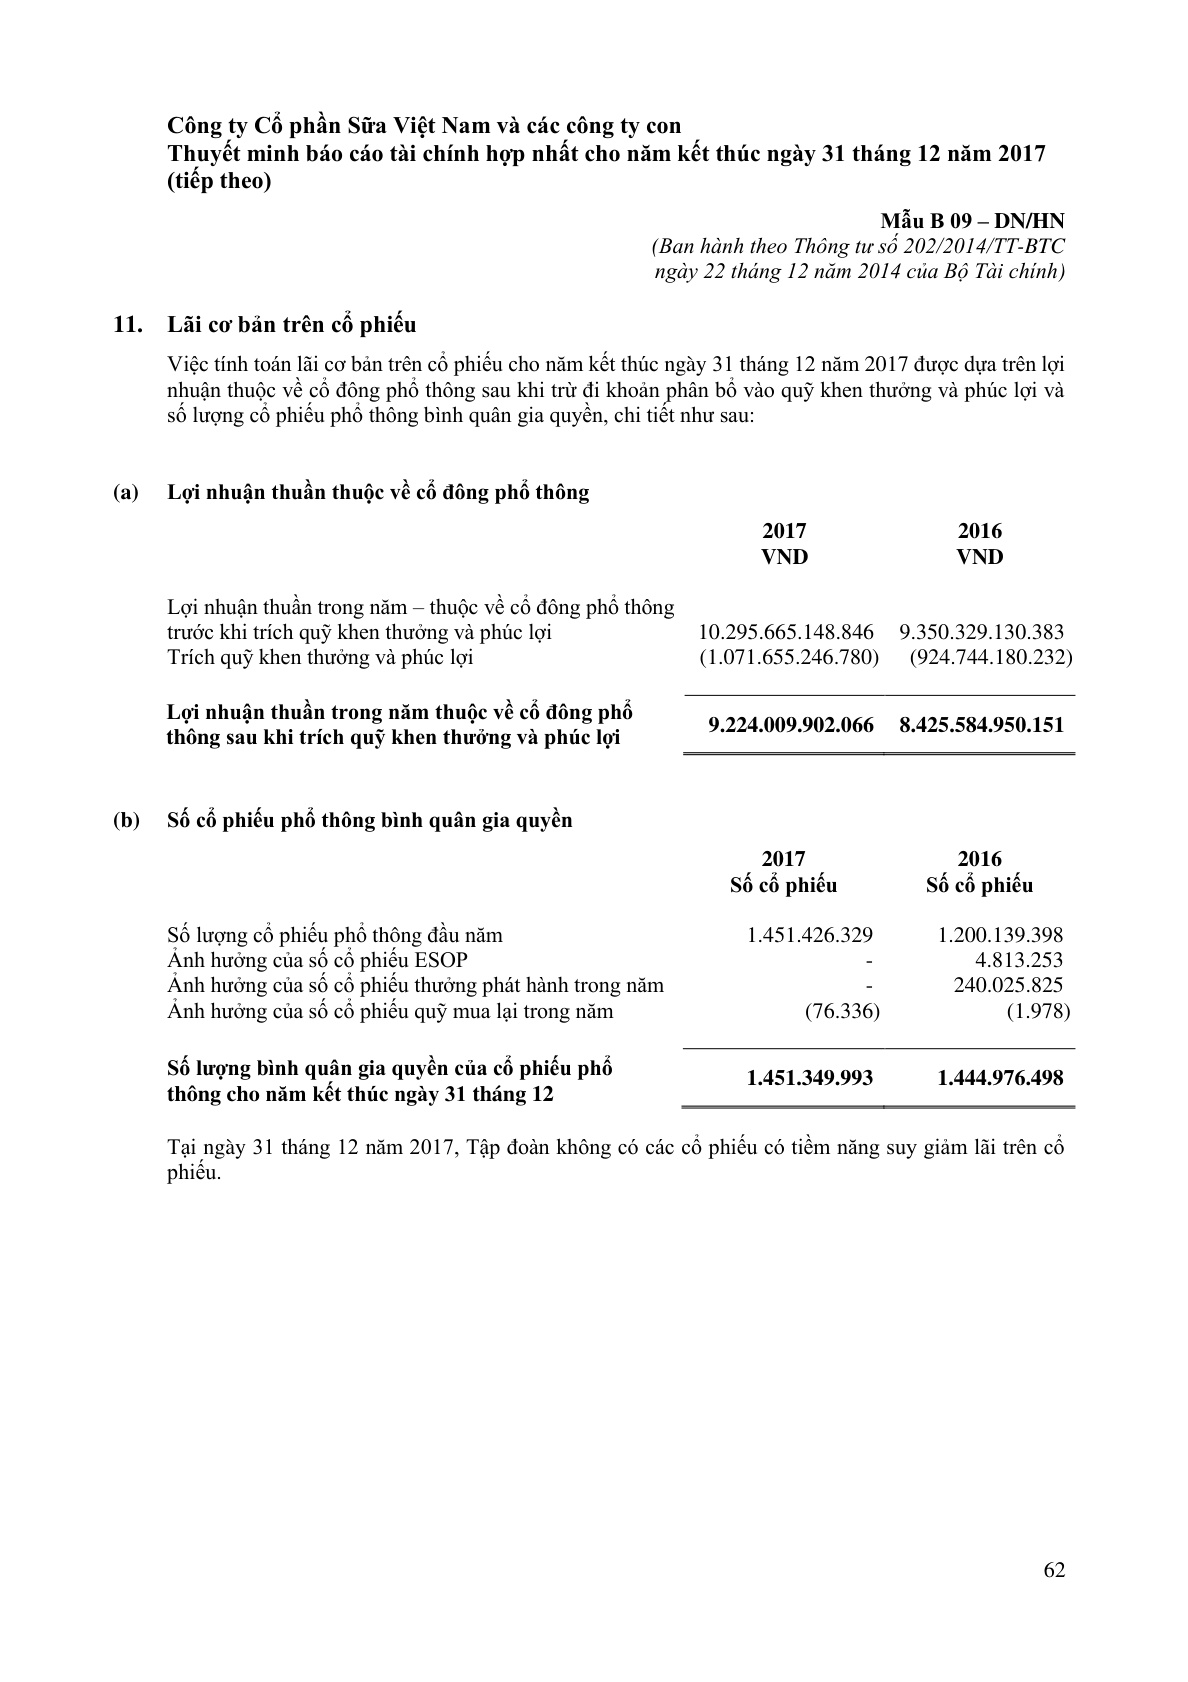 Công ty Cổ phần Sữa Việt Nam và các công ty con
Thuyết minh báo cáo tài chính hợp nhất cho năm kết thúc ngày 31 tháng 12 năm 2017
(tiếp theo)
Mẫu B 09 – DN/HN
(Ban hành theo Thông tư số 202/2014/TT-BTC
ngày 22 tháng 12 năm 2014 của Bộ Tài chính)
11. Lãi cơ bản trên cổ phiếu
Việc tính toán lãi cơ bản trên cổ phiếu cho năm kết thúc ngày 31 tháng 12 năm 2017 được dựa trên lợi
nhuận thuộc về cổ đông phổ thông sau khi trừ đi khoản phân bổ vào quỹ khen thưởng và phúc lợi và
số lượng cổ phiếu phổ thông bình quân gia quyền, chi tiết như sau:
(a) Lợi nhuận thuần thuộc về cổ đông phổ thông
2017 2016
VND VND
Lợi nhuận thuần trong năm – thuộc về cổ đông phổ thông
trước khi trích quỹ khen thưởng và phúc lợi 10.295.665.148.846 9.350.329.130.383
Trích quỹ khen thưởng và phúc lợi (1.071.655.246.780) (924.744.180.232)
Lợi nhuận thuần trong năm thuộc về cổ đông phổ
thông sau khi trích quỹ khen thưởng và phúc lợi 9.224.009.902.066 8.425.584.950.151
(b) Số cổ phiếu phổ thông bình quân gia quyền
2017 2016
Số cổ phiếu Số cổ phiếu
Số lượng cổ phiếu phổ thông đầu năm 1.451.426.329 1.200.139.398
Ảnh hưởng của số cổ phiếu ESOP - 4.813.253
Ảnh hưởng của số cổ phiếu thưởng phát hành trong năm - 240.025.825
Ảnh hưởng của số cổ phiếu quỹ mua lại trong năm (76.336) (1.978)
Số lượng bình quân gia quyền của cổ phiếu phổ
thông cho năm kết thúc ngày 31 tháng 12 1.451.349.993 1.444.976.498
Tại ngày 31 tháng 12 năm 2017, Tập đoàn không có các cổ phiếu có tiềm năng suy giảm lãi trên cổ
phiếu.
62